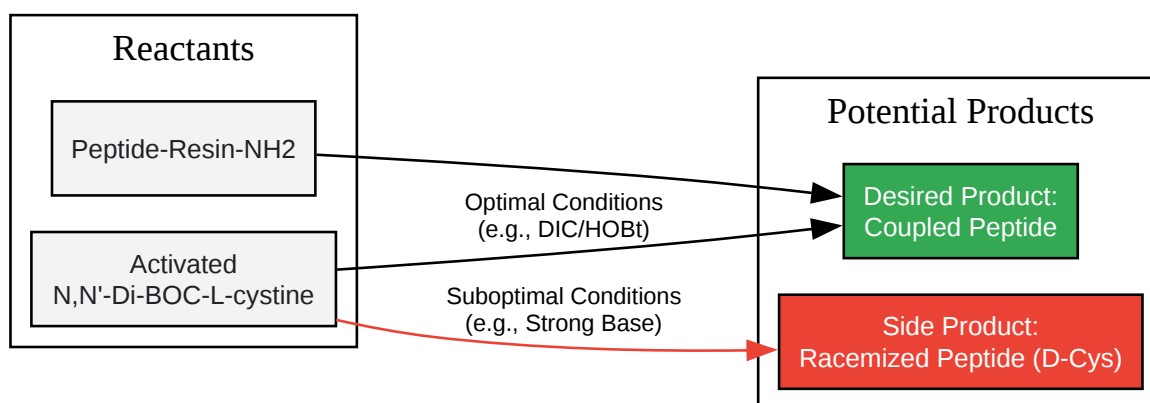 Reactants
Peptide-Resin-NH2
Activated
N,N'-Di-BOC-L-cystine
Optimal Conditions
(e.g., DIC/HOBt)
Suboptimal Conditions
(e.g., Strong Base)
Potential Products
Desired Product:
Coupled Peptide
Side Product:
Racemized Peptide (D-Cys)